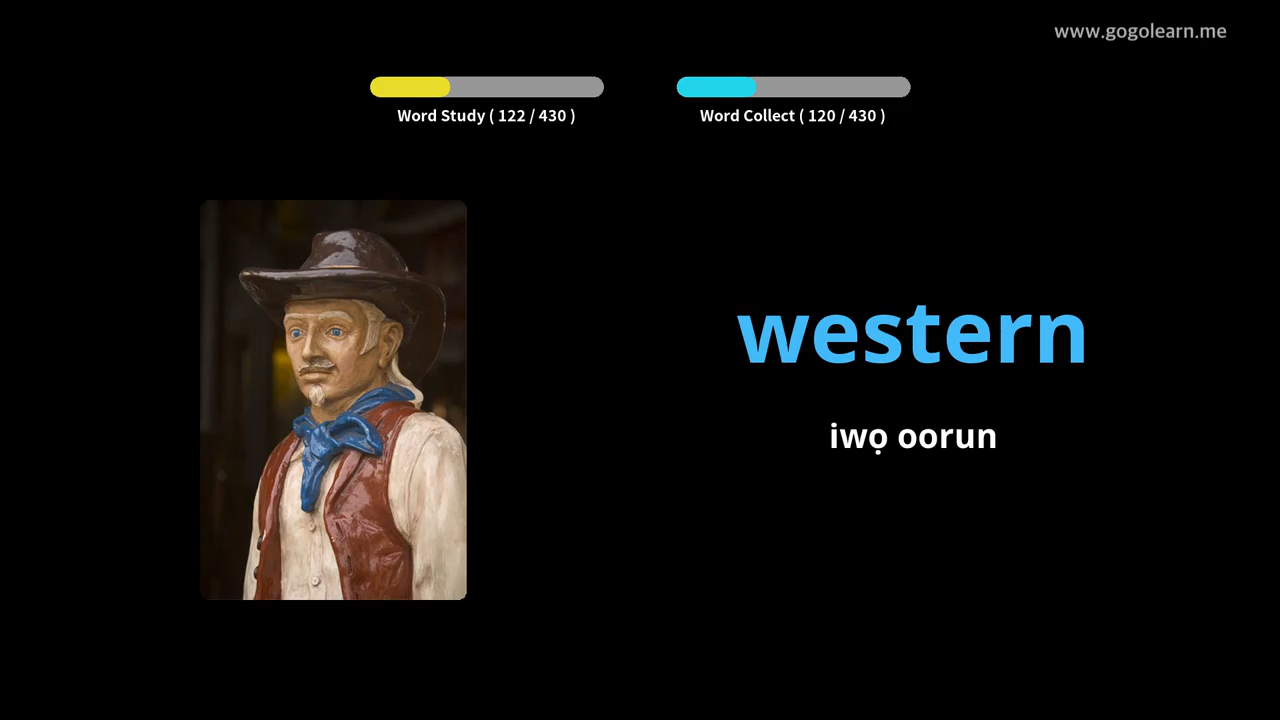 www.gogolearn.me
Word Study ( 122 / 430 )
Word Collect ( 120 / 430 )
western
iwọ oorun